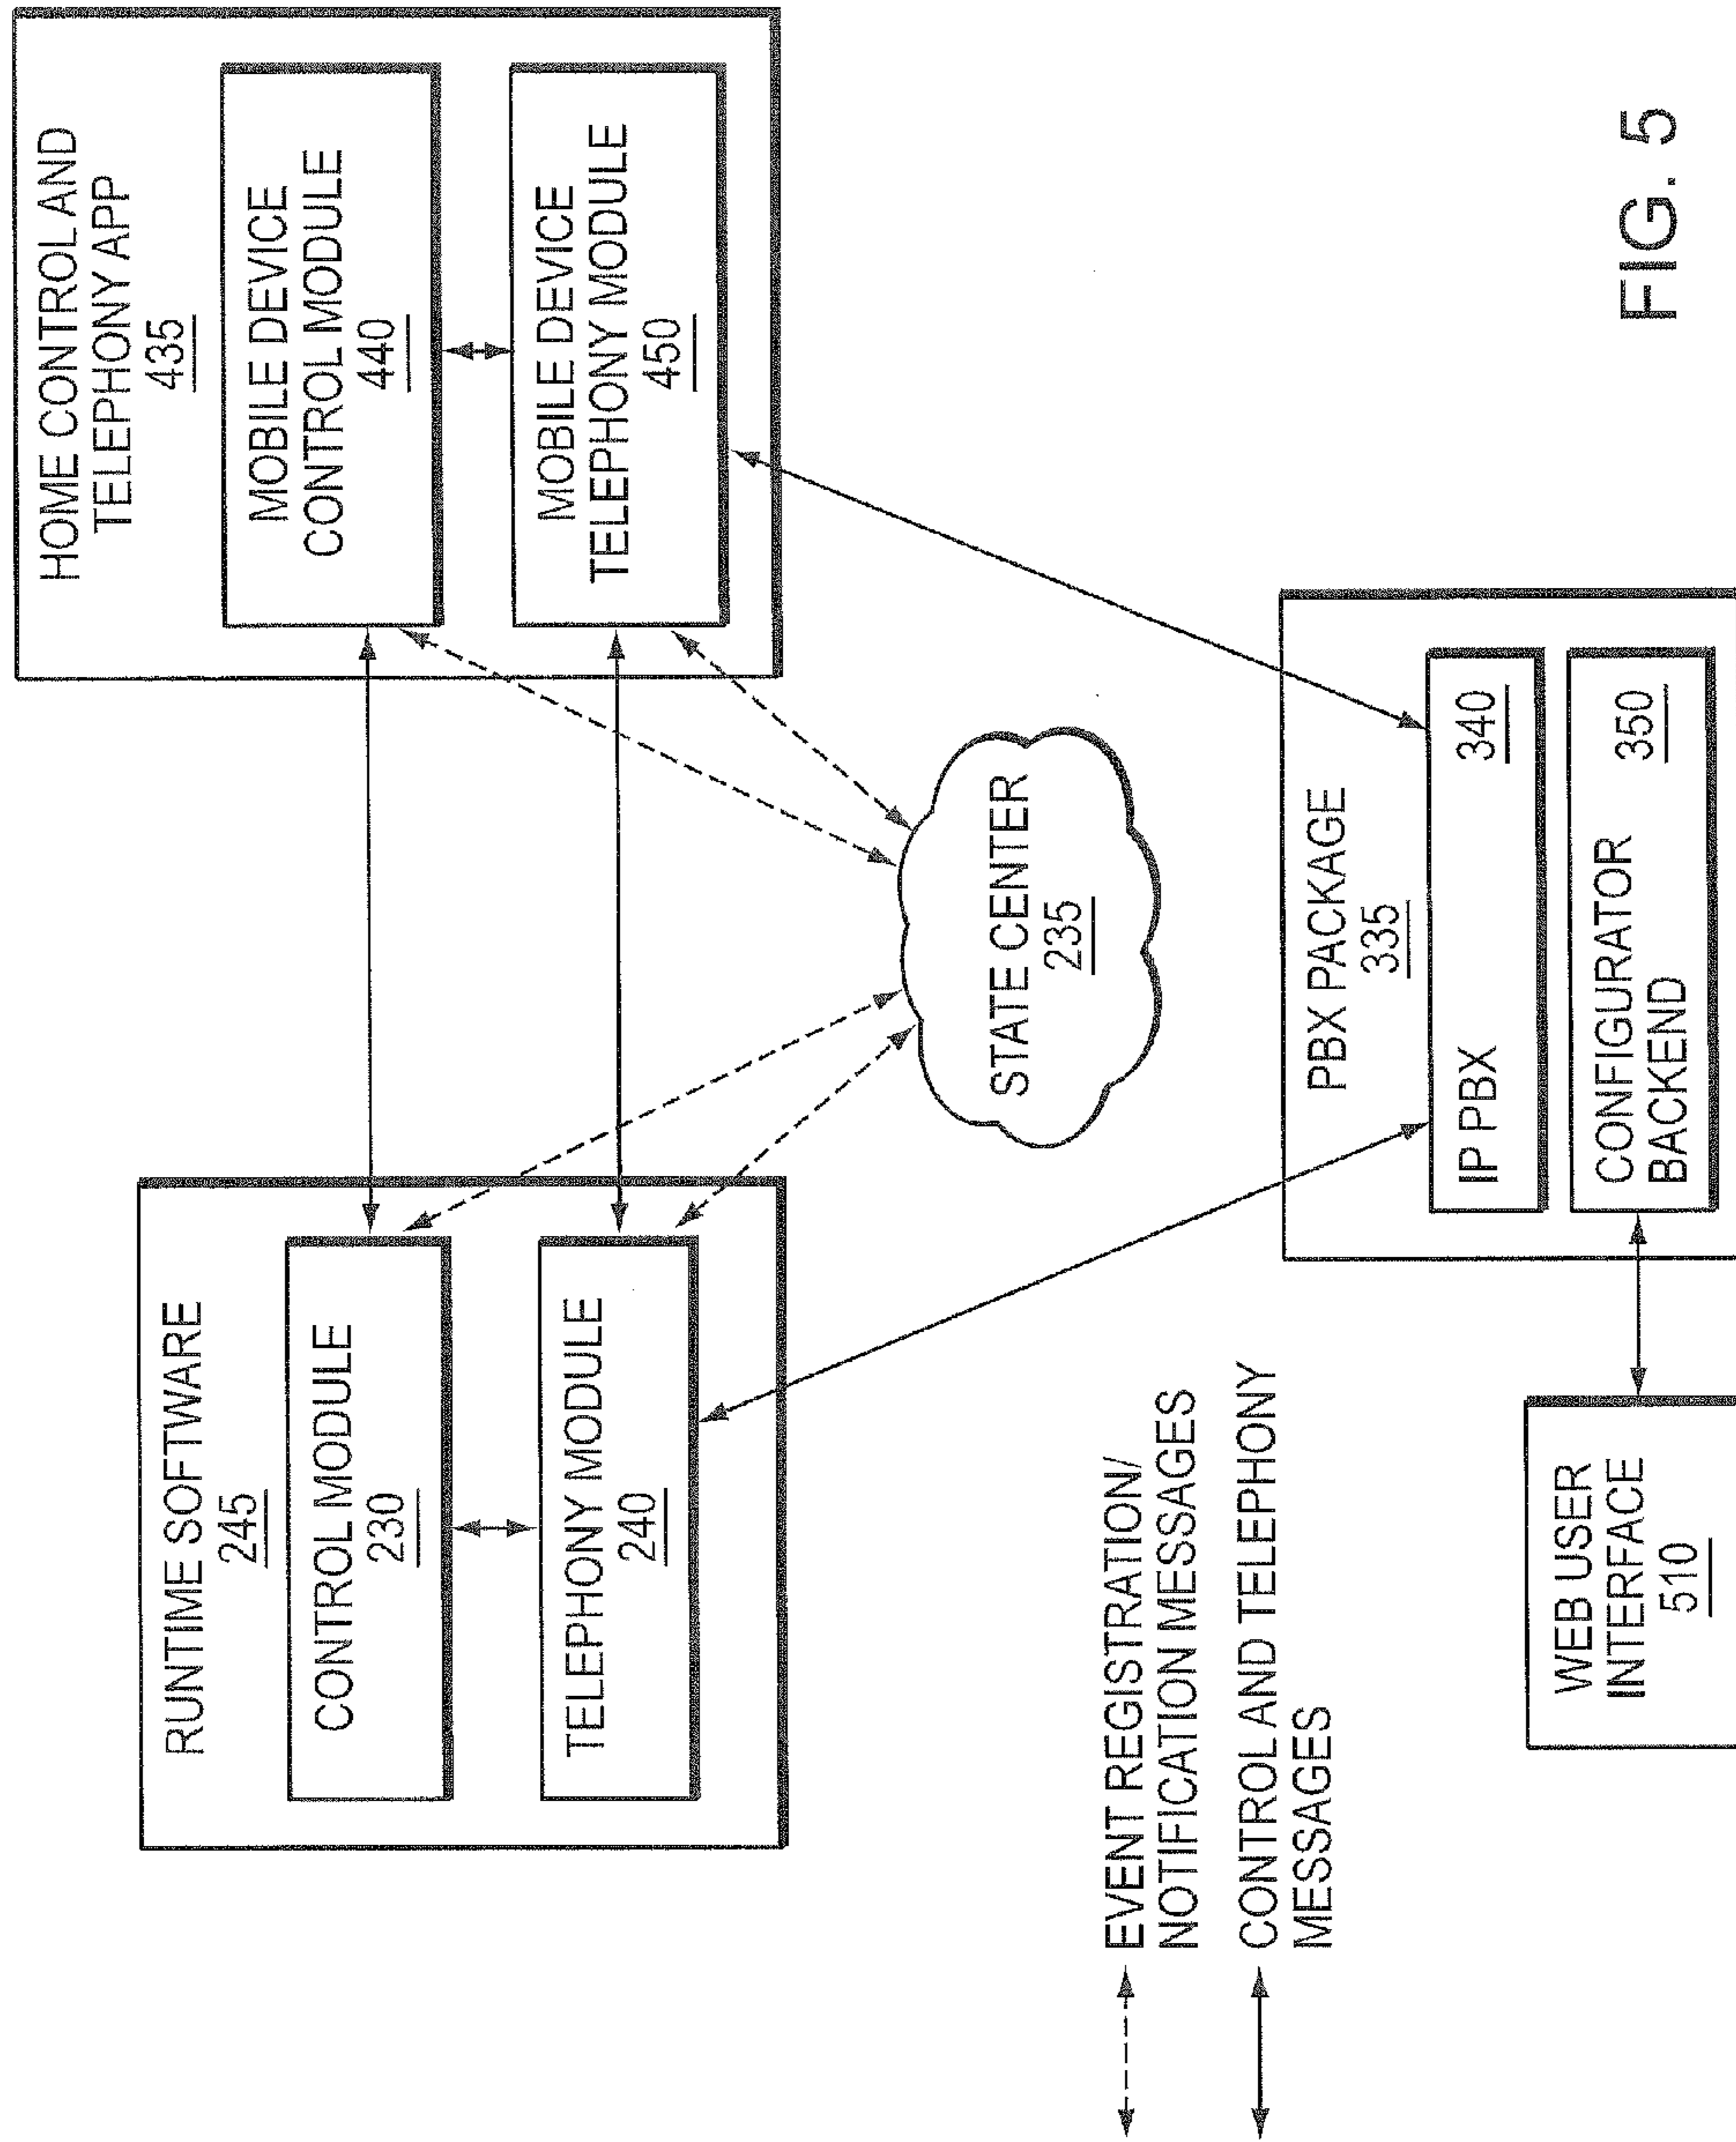 RUNTIME SOFTWARE
245
CONTROL MODULE
230
TELEPHONY MODULE
240
HOME CONTROL AND
TELEPHONY APP
435
MOBILE DEVICE
CONTROL MODULE
440
MOBILE DEVICE
TELEPHONY MODULE
450
STATE CENTER
235
EVENT REGISTRATION/
NOTIFICATION MESSAGES
CONTROL AND TELEPHONY
MESSAGES
PBX PACKAGE
335
IP PBX 340
CONFIGURATOR 350
BACKEND
WEB USER
INTERFACE
510
FIG. 5